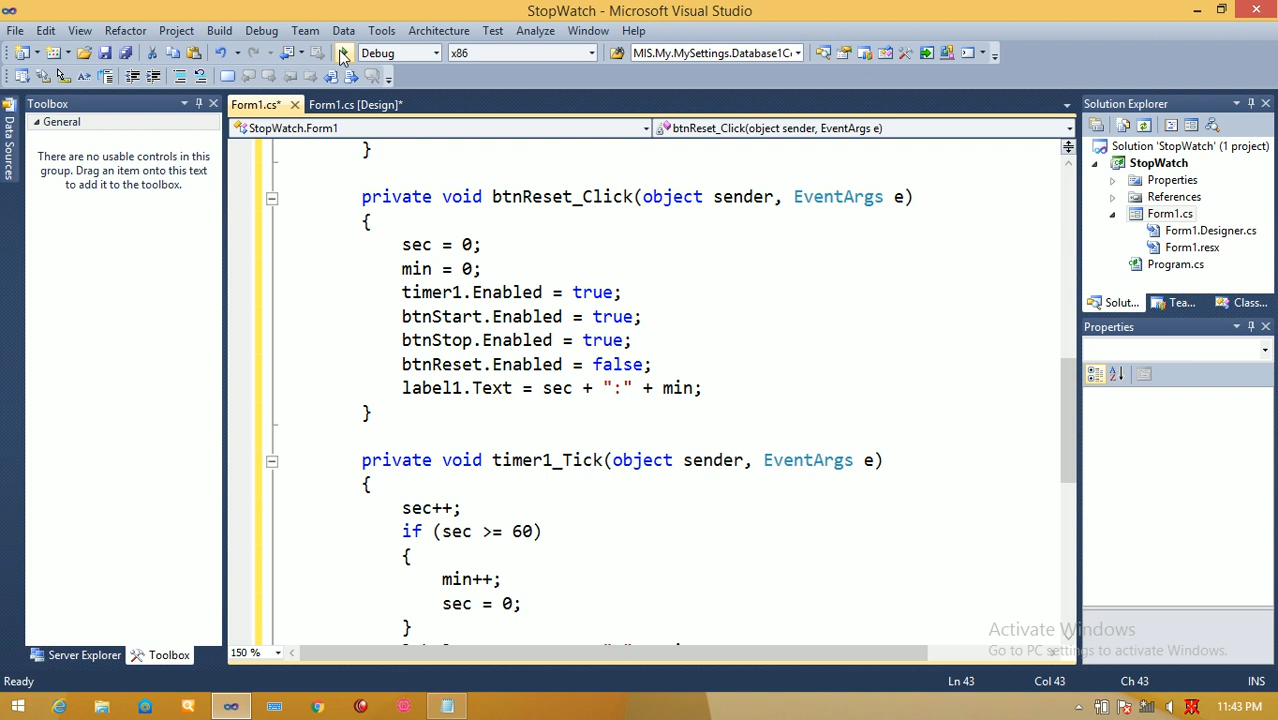 StopWatch - Microsoft Visual Studio
File Edit View Refactor Project Build Debug Team Data Tools Architecture Test Analyze Window Help
Debug x86 MIS.My.MySettings.Database1C
Toolbox
Form1.cs* Form1.cs [Design]*
Solution Explorer
Data Sources
General
StopWatch.Form1 btnReset_Click(object sender, EventArgs e)
There are no usable controls in this
group. Drag an item onto this text
to add it to the toolbox.
Solution 'StopWatch' (1 project)
StopWatch
Properties
References
Form1.cs
Form1.Designer.cs
Form1.resx
Program.cs
Solut... Tea... Class...
Properties
}
private void btnReset_Click(object sender, EventArgs e)
{
sec = 0;
min = 0;
timer1.Enabled = true;
btnStart.Enabled = true;
btnStop.Enabled = true;
btnReset.Enabled = false;
label1.Text = sec + ":" + min;
}
private void timer1_Tick(object sender, EventArgs e)
{
sec++;
if (sec >= 60)
{
min++;
sec = 0;
}
Activate Windows
Go to PC settings to activate Windows.
Server Explorer Toolbox
150 %
Ready Ln 43 Col 43 Ch 43 INS
11:43 PM